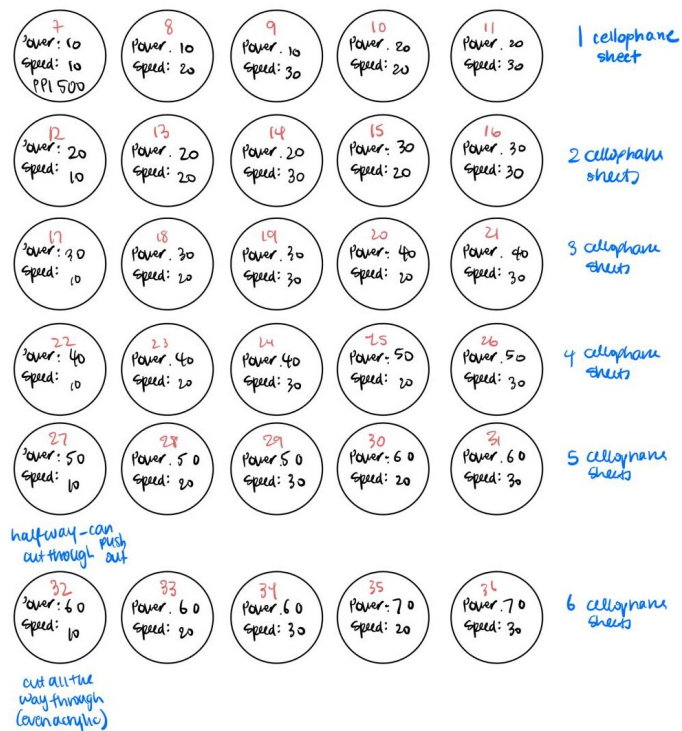 7
Power: 10
Speed: 10
PPI 500
8
Power. 10
Speed: 20
9
Power. 10
Speed: 30
10
Power: 20
Speed: 20
11
Power. 20
Speed: 30
1 cellophane
sheet
12
Power: 20
Speed: 10
13
Power. 20
Speed: 20
14
Power. 20
Speed: 30
15
Power: 30
Speed: 20
16
Power. 30
Speed: 30
2 cellophane
sheets
17
Power: 30
Speed: 10
18
Power. 30
Speed: 20
19
Power. 30
Speed: 30
20
Power: 40
Speed: 20
21
Power. 40
Speed: 30
3 cellophane
sheets
22
Power: 40
Speed: 10
23
Power. 40
Speed: 20
24
Power. 40
Speed: 30
25
Power: 50
Speed: 20
26
Power. 50
Speed: 30
4 cellophane
sheets
27
Power: 50
Speed: 10
28
Power. 50
Speed: 20
29
Power. 50
Speed: 30
30
Power: 60
Speed: 20
31
Power. 60
Speed: 30
5 cellophane
sheets
halfway - can push out
cut through
32
Power: 60
Speed: 10
33
Power. 60
Speed: 20
34
Power. 60
Speed: 30
35
Power: 70
Speed: 20
36
Power. 70
Speed: 30
6 cellophane
sheets
cut all the
way through
(even acrylic)